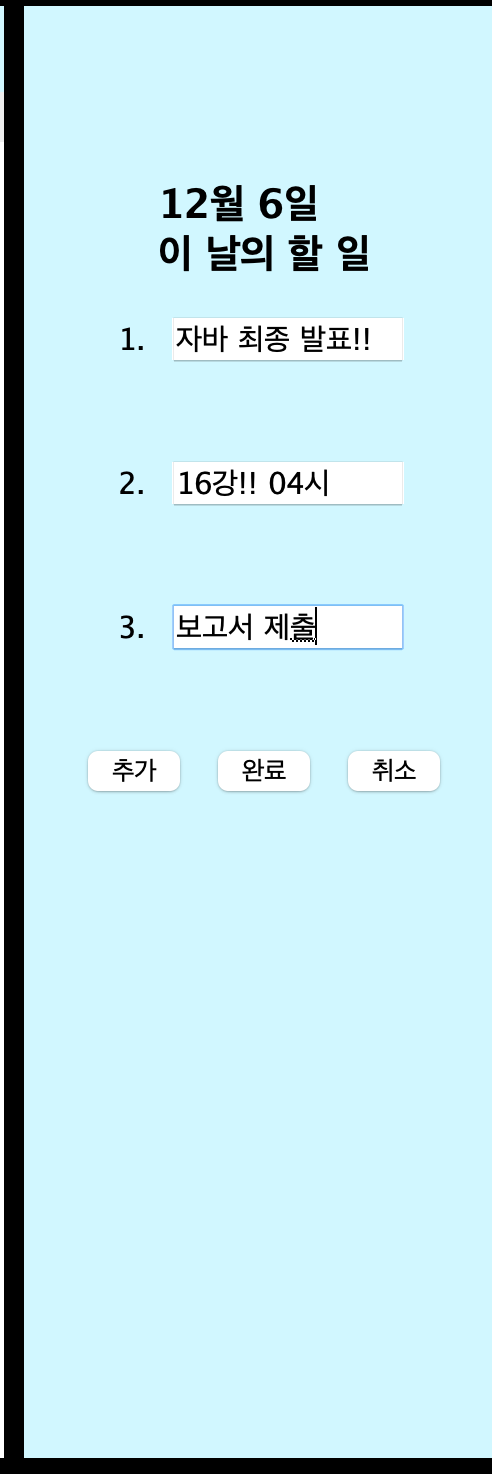 12월 6일
이 날의 할 일
1. 자바 최종 발표!!
2. 16강!! 04시
3. 보고서 제출
추가 완료 취소